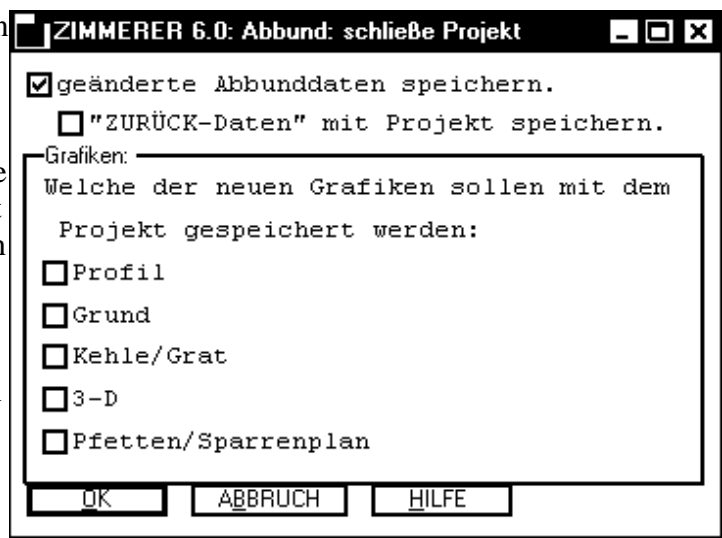 ZIMMERER 6.0: Abbund: schließe Projekt
geänderte Abbunddaten speichern.
"ZURÜCK-Daten" mit Projekt speichern.
Grafiken:
Welche der neuen Grafiken sollen mit dem
Projekt gespeichert werden:
Profil
Grund
Kehle/Grat
3-D
Pfetten/Sparrenplan
OK ABBRUCH HILFE